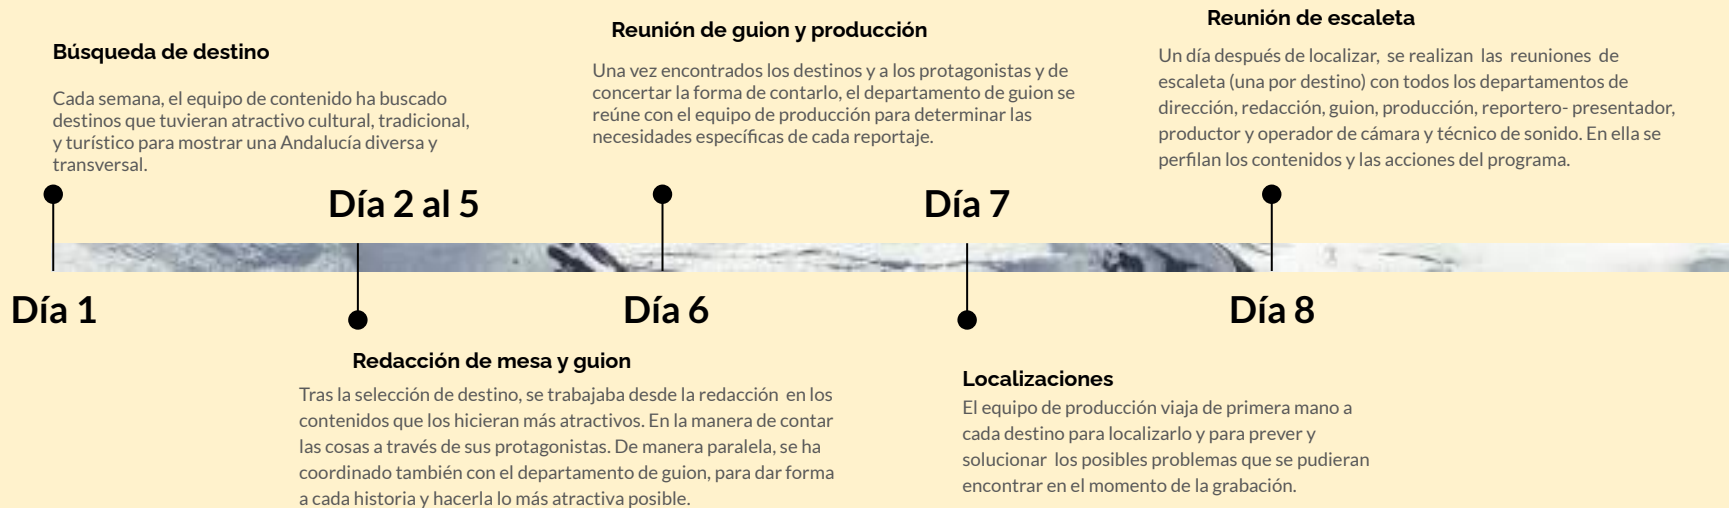 Búsqueda de destino
Cada semana, el equipo de contenido ha buscado
destinos que tuvieran atractivo cultural, tradicional,
y turístico para mostrar una Andalucía diversa y
transversal.
Día 1
Día 2 al 5
Redacción de mesa y guion
Tras la selección de destino, se trabajaba desde la redacción en los
contenidos que los hicieran más atractivos. En la manera de contar
las cosas a través de sus protagonistas. De manera paralela, se ha
coordinado también con el departamento de guion, para dar forma
a cada historia y hacerla lo más atractiva posible.
Reunión de guion y producción
Una vez encontrados los destinos y a los protagonistas y de
concertar la forma de contarlo, el departamento de guion se
reúne con el equipo de producción para determinar las
necesidades específicas de cada reportaje.
Día 6
Día 7
Localizaciones
El equipo de producción viaja de primera mano a
cada destino para localizarlo y para prever y
solucionar los posibles problemas que se pudieran
encontrar en el momento de la grabación.
Reunión de escaleta
Un día después de localizar, se realizan las reuniones de
escaleta (una por destino) con todos los departamentos de
dirección, redacción, guion, producción, reportero- presentador,
productor y operador de cámara y técnico de sonido. En ella se
perfilan los contenidos y las acciones del programa.
Día 8